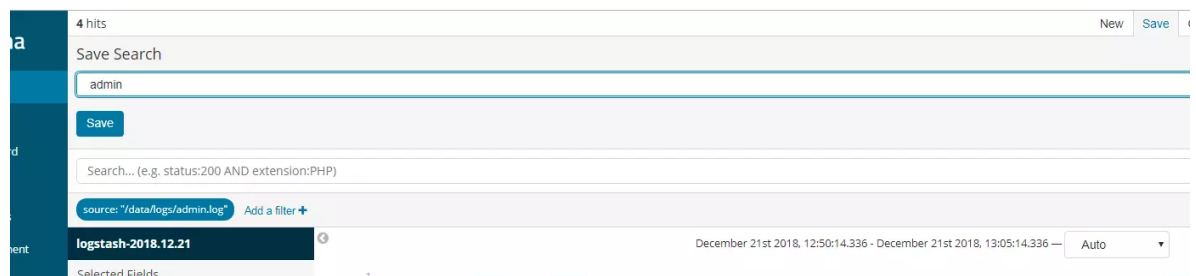 4 hits
New Save
na
Save Search
admin
Save
rd
Search... (e.g. status:200 AND extension:PHP)
source: "/data/logs/admin.log" Add a filter +
logstash-2018.12.21
December 21st 2018, 12:50:14.336 - December 21st 2018, 13:05:14.336 — Auto
nent
Selected Fields